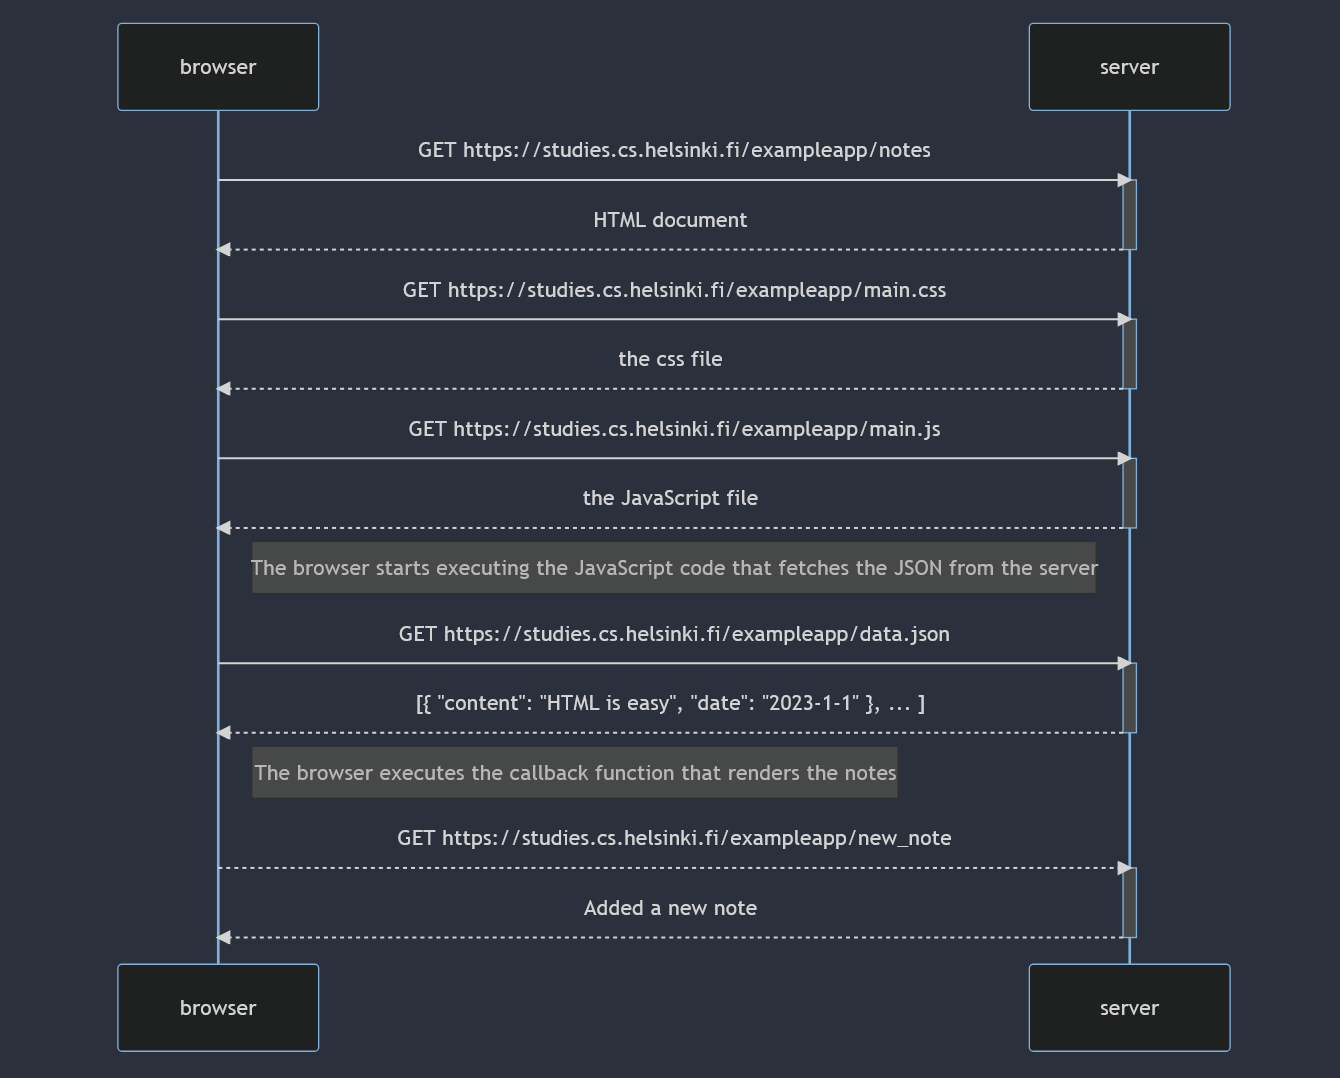 browser
server
GET https://studies.cs.helsinki.fi/exampleapp/notes
HTML document
GET https://studies.cs.helsinki.fi/exampleapp/main.css
the css file
GET https://studies.cs.helsinki.fi/exampleapp/main.js
the JavaScript file
The browser starts executing the JavaScript code that fetches the JSON from the server
GET https://studies.cs.helsinki.fi/exampleapp/data.json
[{ "content": "HTML is easy", "date": "2023-1-1" }, ... ]
The browser executes the callback function that renders the notes
GET https://studies.cs.helsinki.fi/exampleapp/new_note
Added a new note
browser
server